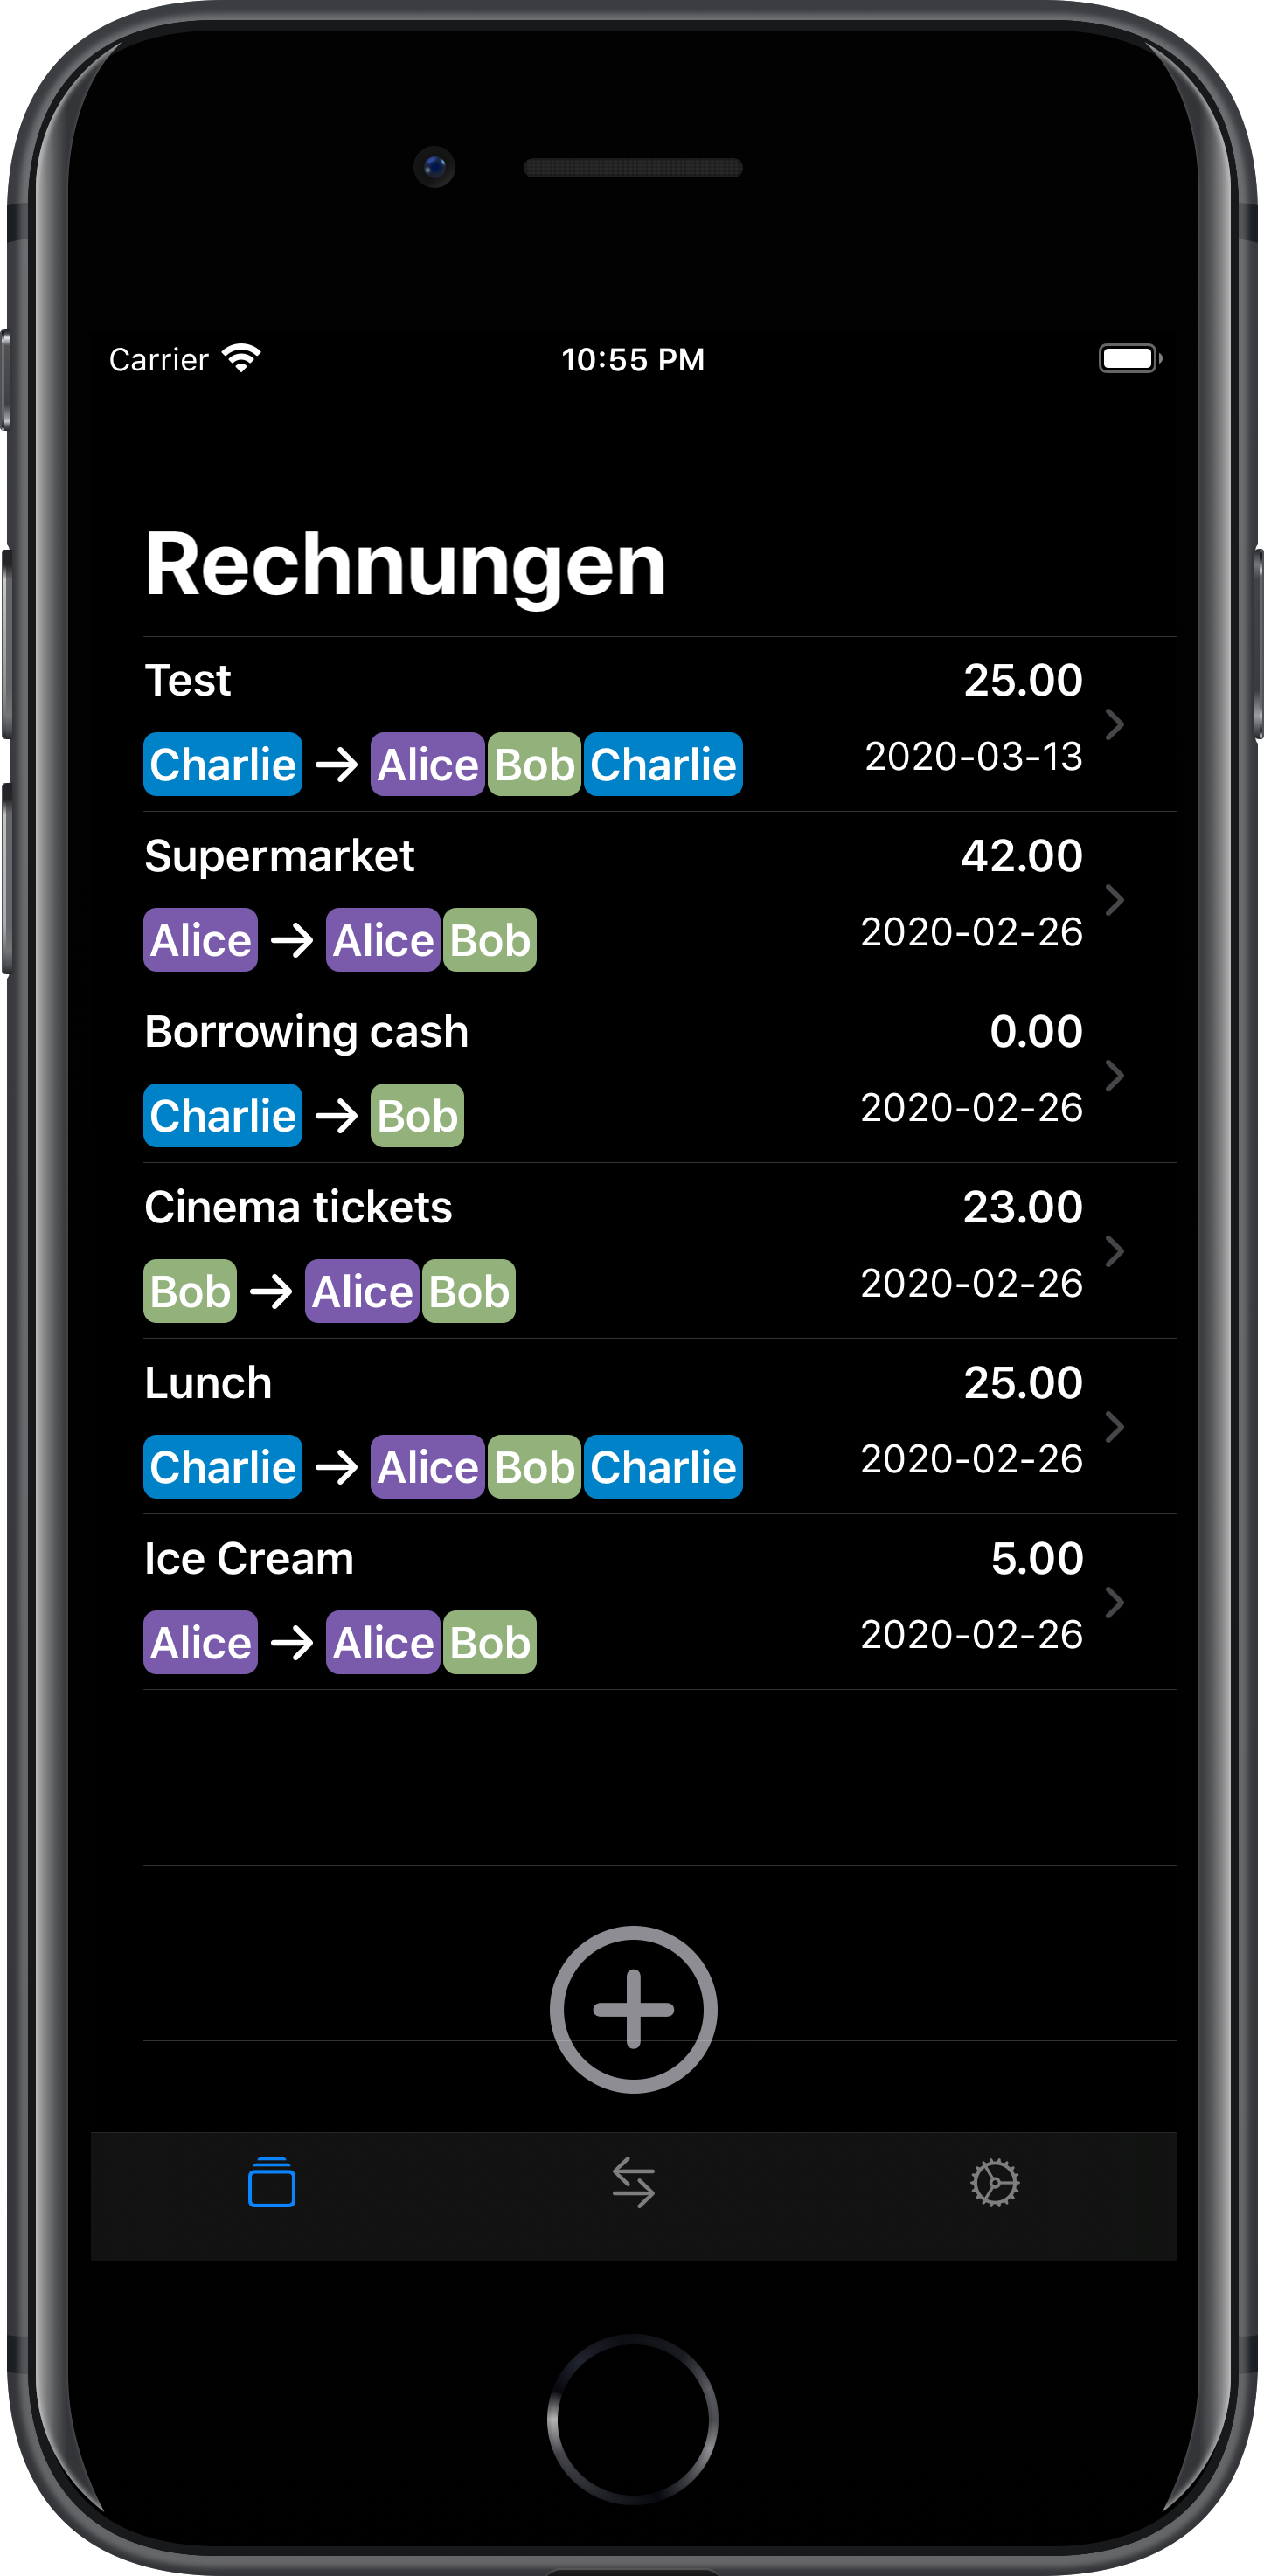 Carrier 10:55 PM
Rechnungen
Test 25.00
Charlie → Alice Bob Charlie 2020-03-13
Supermarket 42.00
Alice → Alice Bob 2020-02-26
Borrowing cash 0.00
Charlie → Bob 2020-02-26
Cinema tickets 23.00
Bob → Alice Bob 2020-02-26
Lunch 25.00
Charlie → Alice Bob Charlie 2020-02-26
Ice Cream 5.00
Alice → Alice Bob 2020-02-26